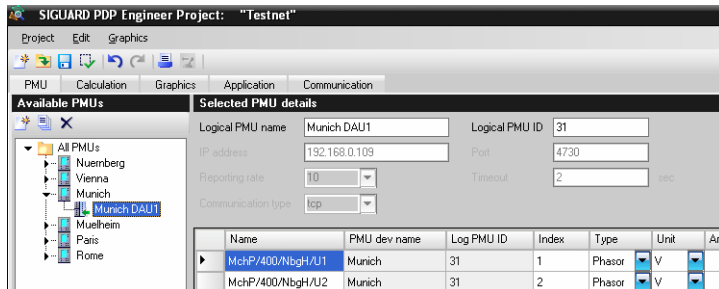 SIGUARD PDP Engineer Project: "Testnet"
Project Edit Graphics
PMU Calculation Graphics Application Communication
Available PMUs
Selected PMU details
Logical PMU name Munich DAU1 Logical PMU ID 31
IP address 192.168.0.109 Port 4730
Reporting rate 10 Timeout 2 sec
Communication type tcp
All PMUs
Nuernberg
Vienna
Munich
Munich DAU1
Muelheim
Paris
Rome
Name PMU dev name Log PMU ID Index Type Unit
MchP/400/NbgH/U1 Munich 31 1 Phasor V
MchP/400/NbgH/U2 Munich 31 2 Phasor V